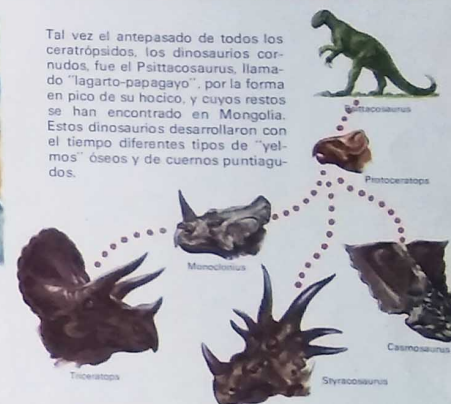 Tal vez el antepasado de todos los
ceratrópsidos, los dinosaurios cor-
nudos, fue el Psittacosaurus, llama-
do "lagarto-papagayo", por la forma
en pico de su hocico, y cuyos restos
se han encontrado en Mongolia.
Estos dinosaurios desarrollaron con
el tiempo diferentes tipos de "yel-
mos" óseos y de cuernos puntiagu-
dos.
Psittacosaurus
Protoceratops
Monoclonius
Casmosaurus
Triceratops
Styracosaurus